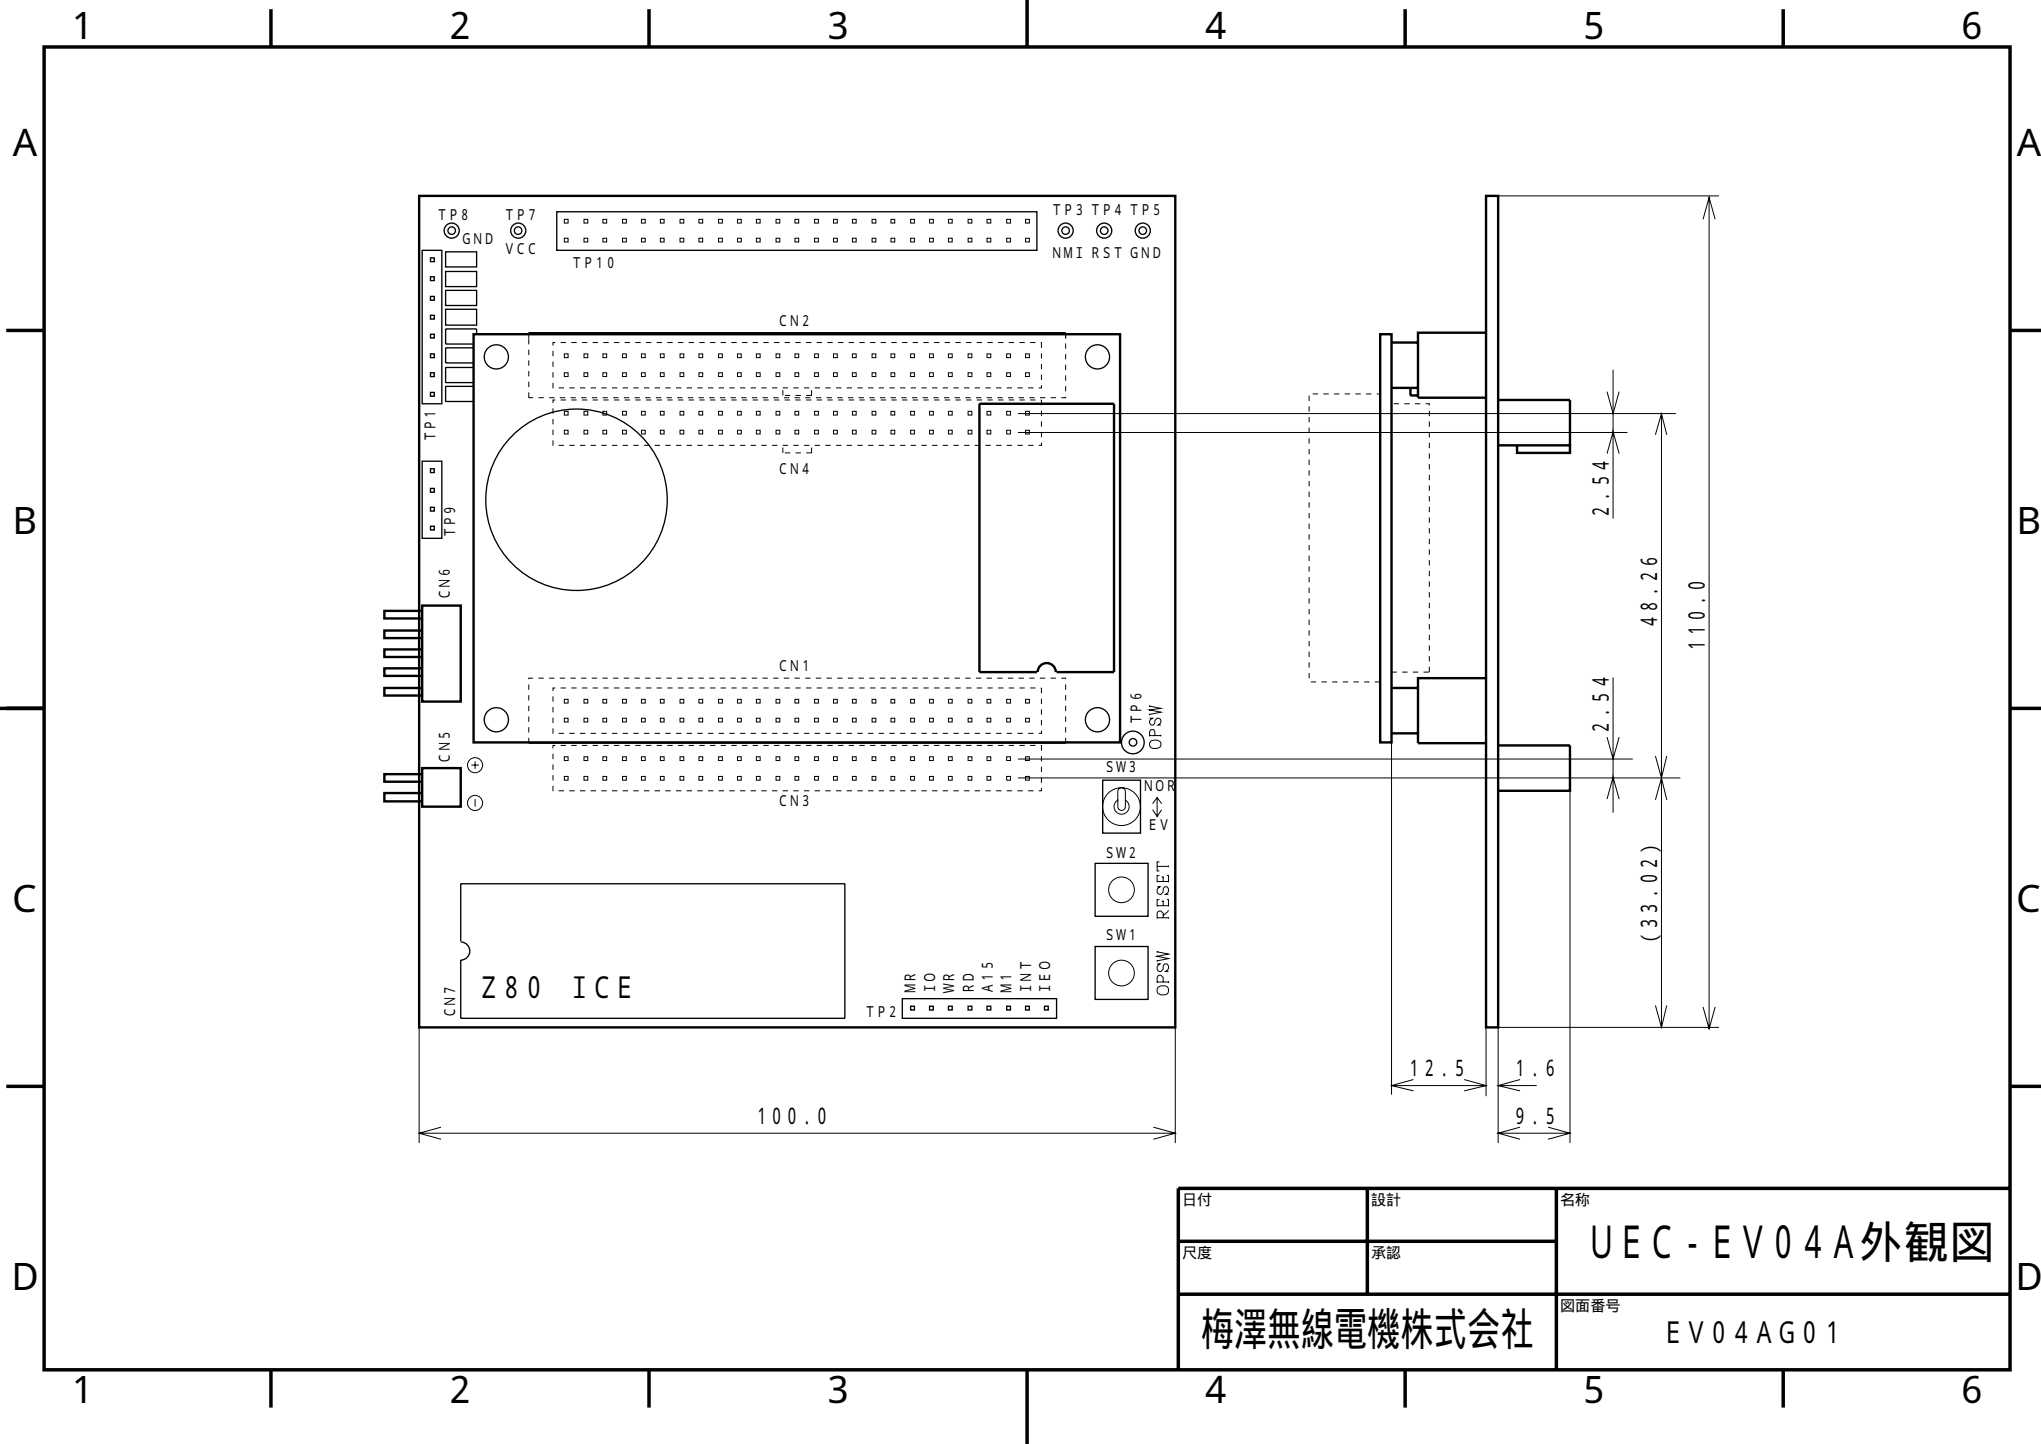 1 2 3 4 5 6
A A
TP8 TP7 TP3 TP4 TP5
GND VCC NMI RST GND
TP10
CN2
TP1
CN4
2.54
B B
TP9
CN6
48.26
110.0
CN1
2.54
TP6
OPSW
CN5
+
-
SW3
NOR
EV
CN3
SW2
RESET
(33.02)
C C
SW1
OPSW
CN7
Z80 ICE
MR
IO
WR
RD
A15
M1
INT
IEO
TP2
12.5 1.6
100.0
9.5
日付 設計 名称
UEC-EV04A外観図
尺度 承認
D D
梅澤無線電機株式会社
図面番号
EV04AG01
1 2 3 4 5 6